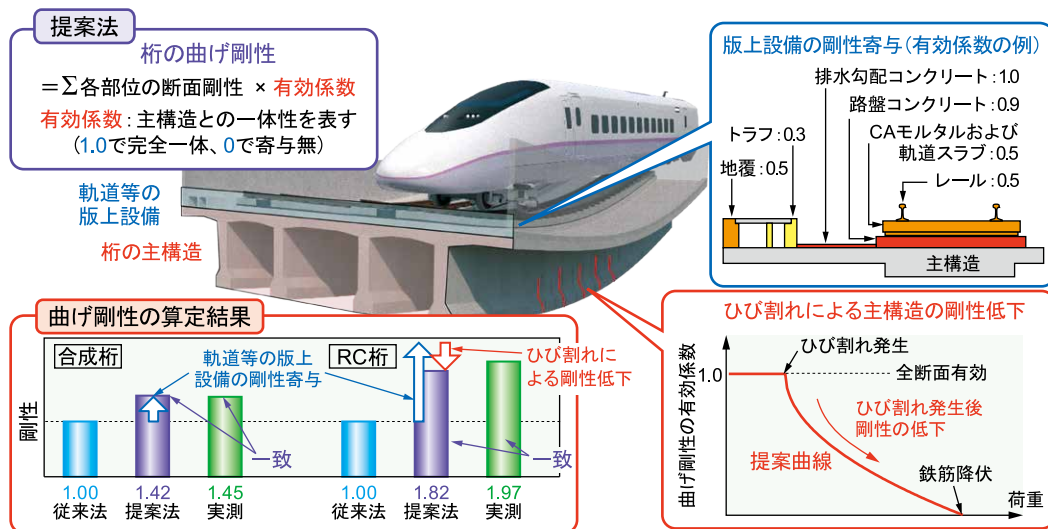 提案法
桁の曲げ剛性
=Σ各部位の断面剛性 × 有効係数
有効係数:主構造との一体性を表す
(1.0で完全一体、0で寄与無)
軌道等の
版上設備
桁の主構造
版上設備の剛性寄与(有効係数の例)
排水勾配コンクリート:1.0
路盤コンクリート:0.9
CAモルタルおよび
軌道スラブ:0.5
トラフ:0.3
地覆:0.5
レール:0.5
主構造
曲げ剛性の算定結果
剛性
合成桁
軌道等の版上
設備の剛性寄与
一致
1.00
従来法
1.42
提案法
1.45
実測
RC桁
ひび割れに
よる剛性低下
一致
1.00
従来法
1.82
提案法
1.97
実測
ひび割れによる主構造の剛性低下
曲げ剛性の有効係数
1.0
ひび割れ発生
全断面有効
ひび割れ発生後
剛性の低下
提案曲線
鉄筋降伏
荷重